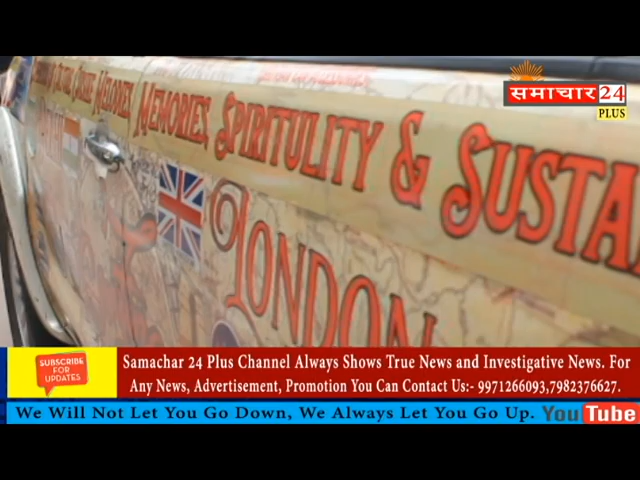 समाचार 24
PLUS
MELODIES, MEMORIES, SPIRITULITY & SUSTA
LONDON
SUBSCRIBE
FOR
UPDATES
Samachar 24 Plus Channel Always Shows True News and Investigative News. For
Any News, Advertisement, Promotion You Can Contact Us:- 9971266093,7982376627.
We Will Not Let You Go Down, We Always Let You Go Up. YouTube